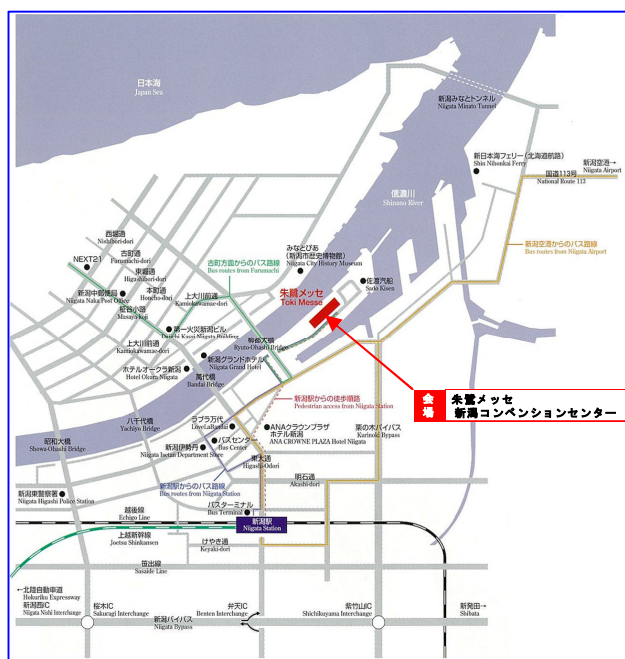 日本海
Japan Sea
新潟みなとトンネル
Niigata Minato Tunnel
新日本海フェリー(北海道航路)
Shin Nihonkai Ferry
国道113号
National Route 113
新潟空港→
Niigata Airport
信濃川
Shinano River
西堀通
Nishibori-dori
古町通
Furumachi-dori
NEXT21
東堀通
Higashibori-dori
本町通
Honcho-dori
新潟中郵便局
Niigata Naka Post Office
柾谷小路
Masaya-koji
上大川前通
Kamiokawamae-dori
古町方面からのバス路線
Bus routes from Furumachi
みなとぴあ
(新潟市歴史博物館)
Niigata City History Museum
新潟空港からのバス路線
Bus routes from Niigata Airport
朱鷺メッセ
Toki Messe
佐渡汽船
Sado Kisen
第一火災新潟ビル
Daiichi Kasai Niigata Building
上大川前通
Kamiokawamae-dori
柳都大橋
Ryuto-Ohashi Bridge
新潟グランドホテル
Niigata Grand Hotel
ホテルオークラ新潟
Hotel Okura Niigata
萬代橋
Bandai Bridge
新潟駅からの徒歩順路
Pedestrian access from Niigata Station
会場
朱鷺メッセ
新潟コンベンションセンター
八千代橋
Yachiyo Bridge
ラブラ万代
LoveLa Bandai
ANAクラウンプラザ
ホテル新潟
ANA CROWNE PLAZA Hotel Niigata
栗の木バイパス
Kurinoki Bypass
昭和大橋
Showa-Ohashi Bridge
バスセンター
Bus Center
新潟伊勢丹
Niigata Isetan Department Store
東大通
Higashi-Odori
新潟駅からのバス路線
Bus routes from Niigata Station
明石通
Akashi-dori
新潟東警察署
Niigata Higashi Police Station
越後線
Echigo Line
バスターミナル
Bus Terminal
新潟駅
Niigata Station
上越新幹線
Joetsu Shinkansen
けやき通
Keyaki-dori
笹出線
Sasaide Line
←北陸自動車道
Hokuriku Expressway
新潟西IC
Niigata Nishi Interchange
桜木IC
Sakuragi Interchange
弁天IC
Benten Interchange
紫竹山IC
Shichikuyama Interchange
新発田→
Shibata
新潟バイパス
Niigata Bypass